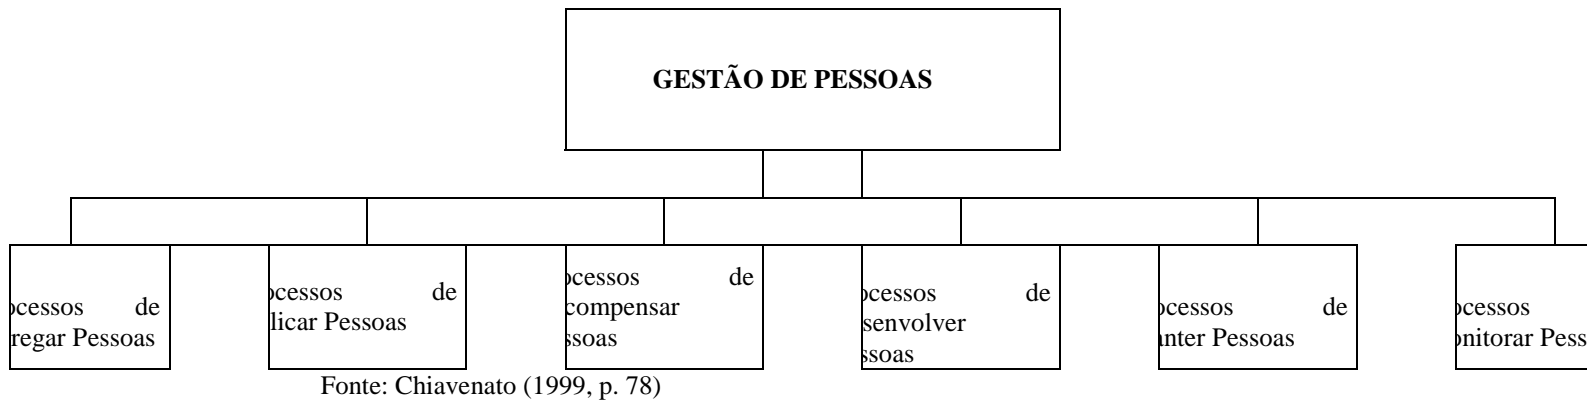 GESTÃO DE PESSOAS
ocessos de
regar Pessoas
ocessos de
licar Pessoas
ocessos de
compensar
ssoas
ocessos de
senvolver
ssoas
ocessos de
nter Pessoas
ocessos
nitorar Pess
Fonte: Chiavenato (1999, p. 78)